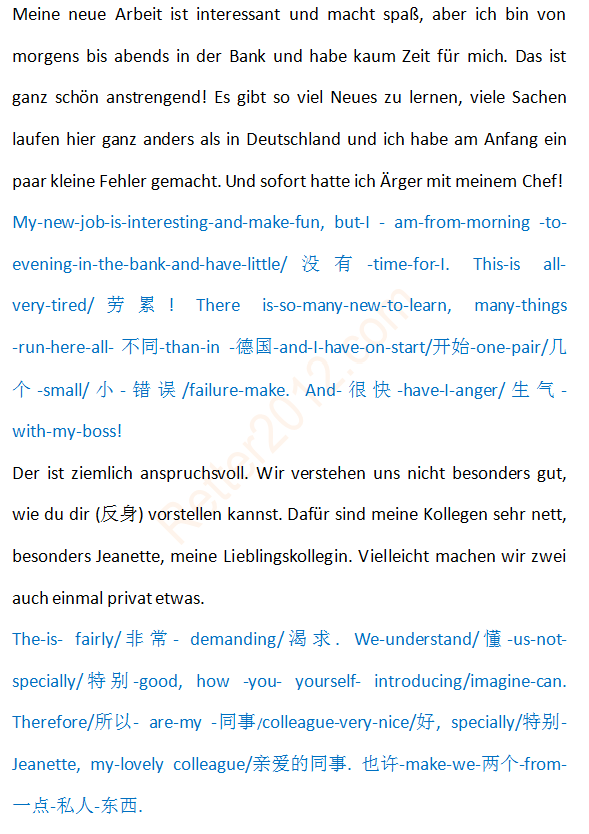 Meine neue Arbeit ist interessant und macht spaß, aber ich bin von
morgens bis abends in der Bank und habe kaum Zeit für mich. Das ist
ganz schön anstrengend! Es gibt so viel Neues zu lernen, viele Sachen
laufen hier ganz anders als in Deutschland und ich habe am Anfang ein
paar kleine Fehler gemacht. Und sofort hatte ich Ärger mit meinem Chef!
My-new-job-is-interesting-and-make-fun, but-I - am-from-morning -to-
evening-in-the-bank-and-have-little/ 没有 -time-for-I. This-is all-
very-tired/ 劳累! There is-so-many-new-to-learn, many-things
-run-here-all- 不同-than-in -德国-and-I-have-on-start/开始-one-pair/几
个-small/小-错误/failure-make. And-很快-have-I-anger/生气-
with-my-boss!
Der ist ziemlich anspruchsvoll. Wir verstehen uns nicht besonders gut,
wie du dir (反身) vorstellen kannst. Dafür sind meine Kollegen sehr nett,
besonders Jeanette, meine Lieblingskollegin. Vielleicht machen wir zwei
auch einmal privat etwas.
The-is- fairly/非常- demanding/渴求. We-understand/懂-us-not-
specially/特别-good, how -you- yourself- introducing/imagine-can.
Therefore/所以- are-my -同事/colleague-very-nice/好, specially/特别-
Jeanette, my-lovely colleague/亲爱的同事. 也许-make-we-两个-from-
一点-私人-东西.
Retter2012.com